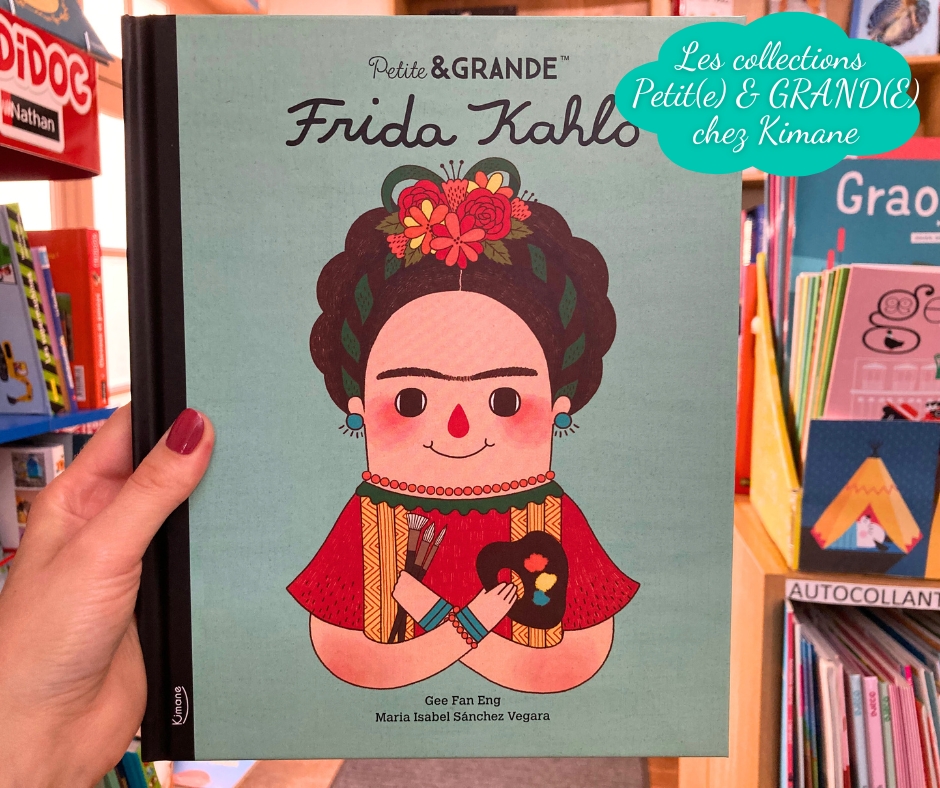 Petite &GRANDE™
Frida Kahlo
Les collections
Petit(e) & GRAND(E)
chez Kimane
DiDOC
Nathan
Grao
ge
AUTOCOLLANT
Gee Fan Eng
Maria Isabel Sánchez Vegara
Kimane